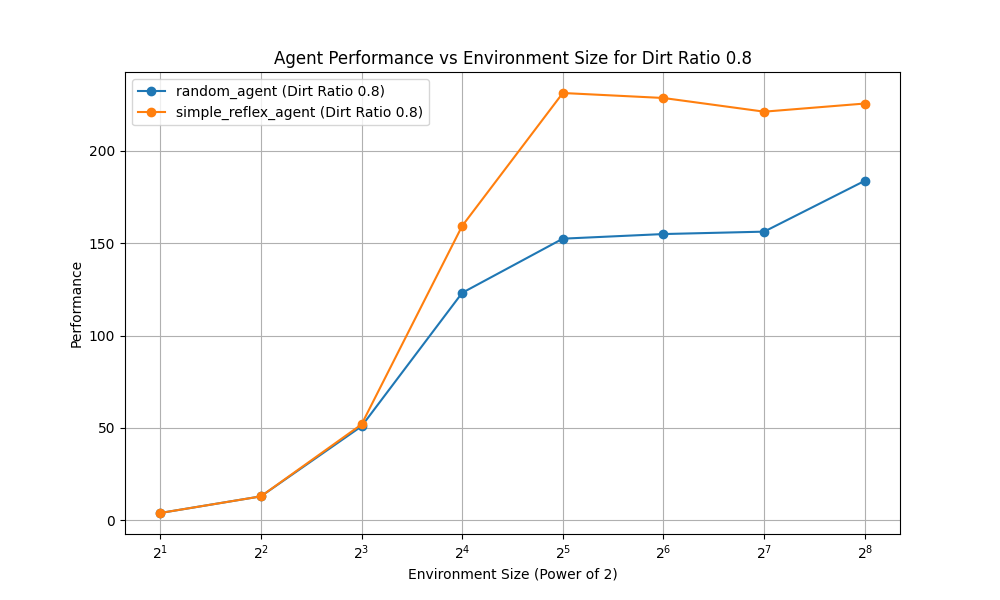 Agent Performance vs Environment Size for Dirt Ratio 0.8
random_agent (Dirt Ratio 0.8)
simple_reflex_agent (Dirt Ratio 0.8)
Performance
200
150
100
50
0
2¹ 2² 2³ 2⁴ 2⁵ 2⁶ 2⁷ 2⁸
Environment Size (Power of 2)